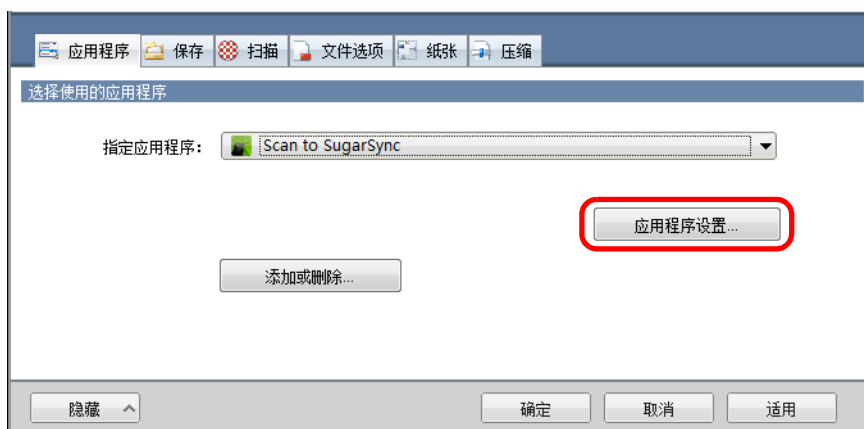 应用程序 保存 扫描 文件选项 纸张 压缩
选择使用的应用程序
指定应用程序： Scan to SugarSync
应用程序设置...
添加或删除...
隐藏 确定 取消 适用